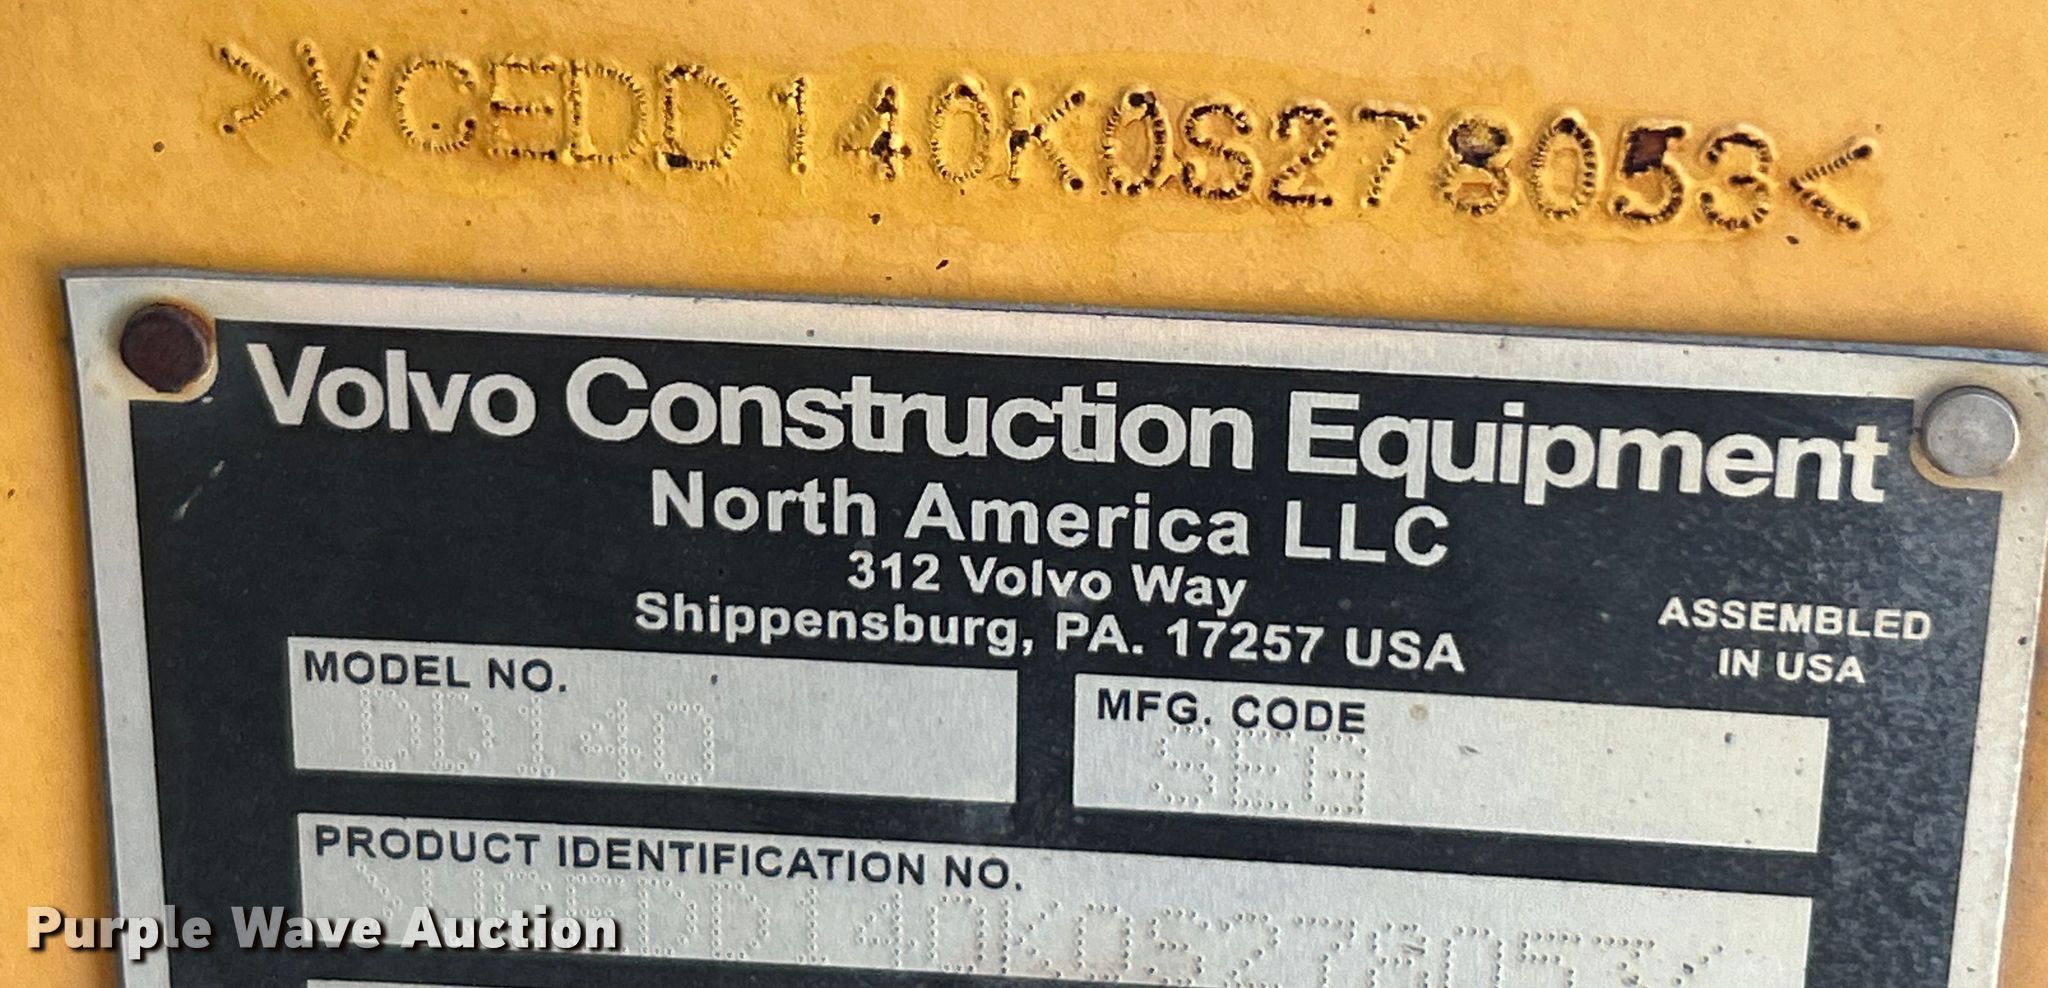 >VCEDD140K0S278053<
Volvo Construction Equipment
North America LLC
312 Volvo Way
Shippensburg, PA. 17257 USA
ASSEMBLED
IN USA
MODEL NO.
DD140
MFG. CODE
SEG
PRODUCT IDENTIFICATION NO.
>VCEDD140K0S278053<
Purple Wave Auction